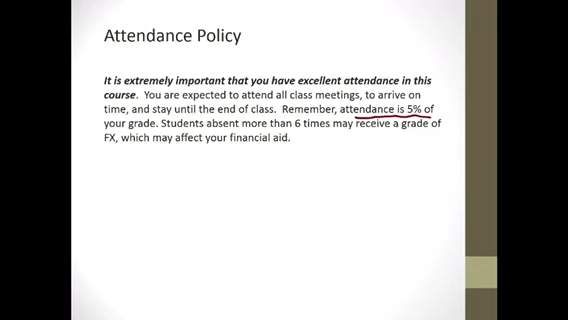 Attendance Policy
It is extremely important that you have excellent attendance in this
course. You are expected to attend all class meetings, to arrive on
time, and stay until the end of class. Remember, attendance is 5% of
your grade. Students absent more than 6 times may receive a grade of
FX, which may affect your financial aid.